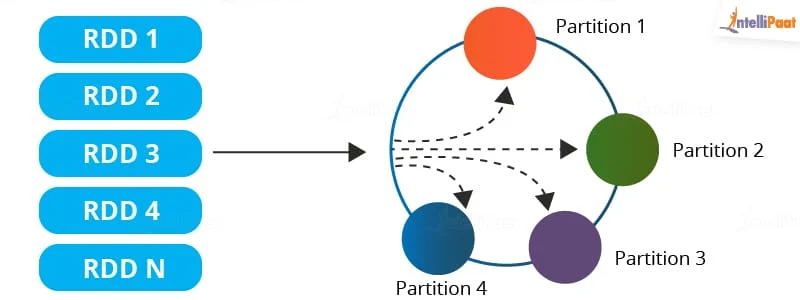 RDD 1
RDD 2
RDD 3
RDD 4
RDD N
Partition 1
Partition 2
Partition 3
Partition 4
INTELLIPAAT